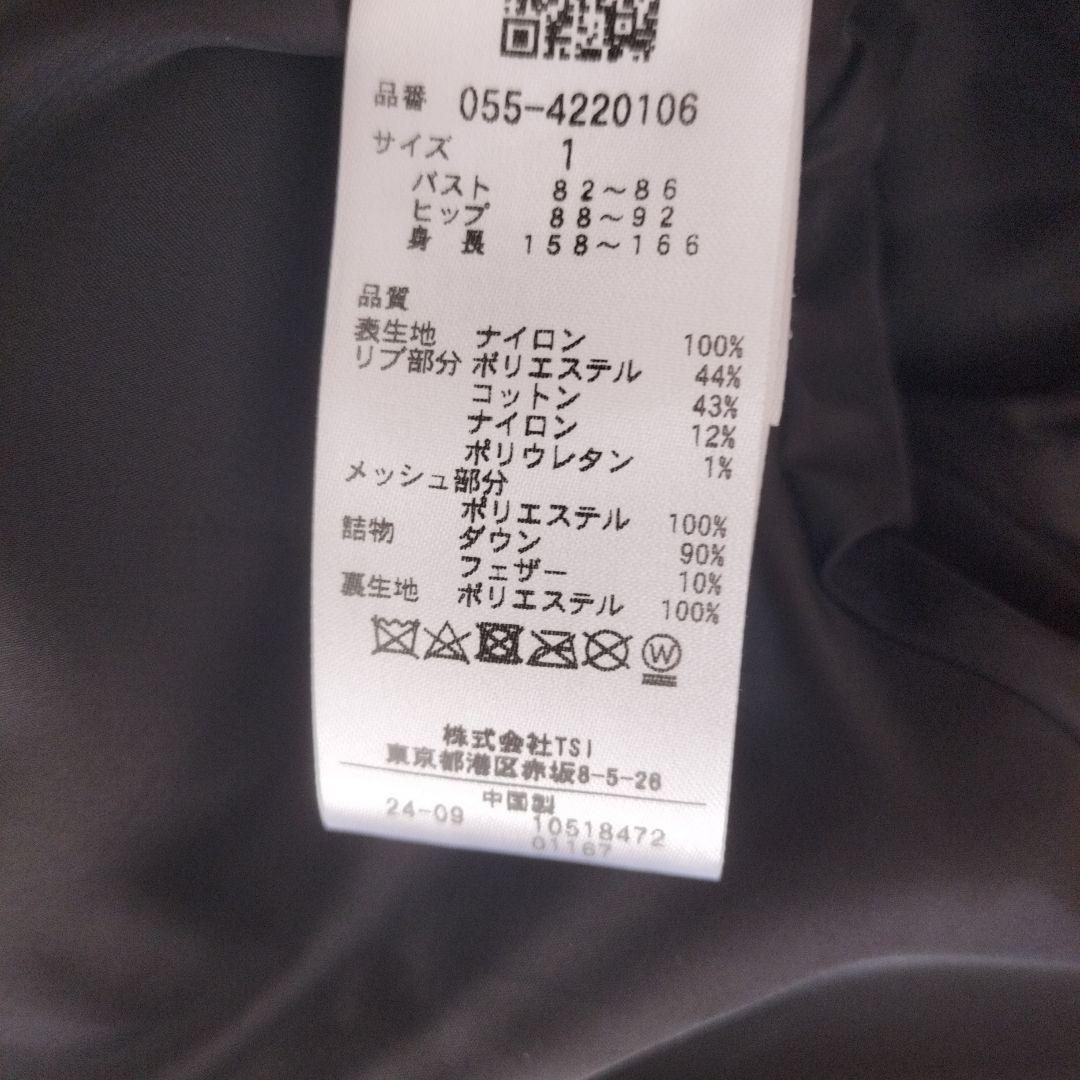 品番 055-4220106
サイズ 1
バスト 82～86
ヒップ 88～92
身長 158～166
品質
表生地 ナイロン 100%
リブ部分 ポリエステル 44%
コットン 43%
ナイロン 12%
ポリウレタン 1%
メッシュ部分
ポリエステル 100%
詰物 ダウン 90%
フェザー 10%
裏生地 ポリエステル 100%
W
株式会社TSI
東京都港区赤坂8-5-26
中国製
24-09 10518472
01167